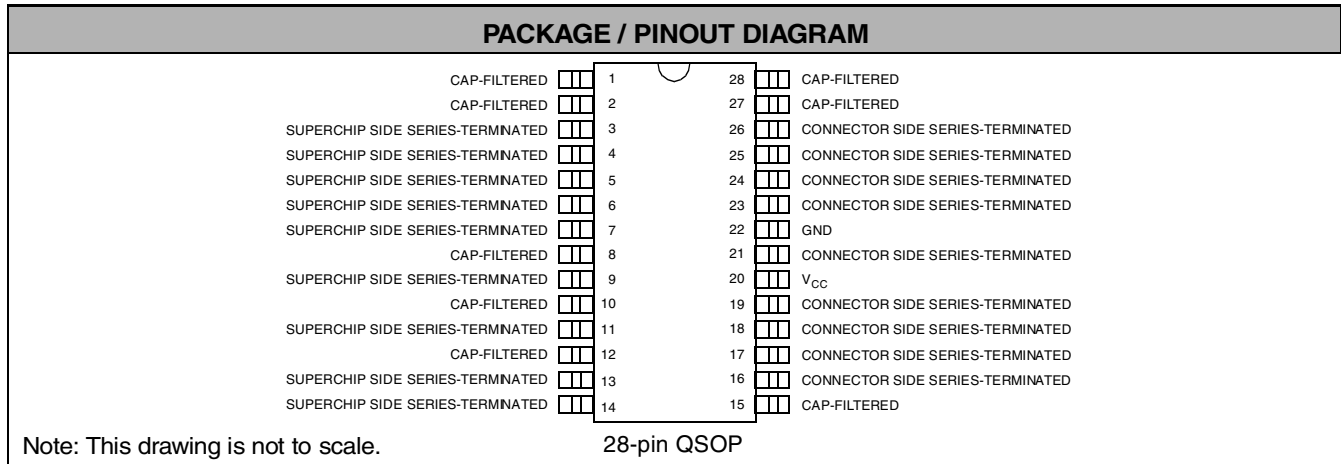 PACKAGE / PINOUT DIAGRAM
CAP-FILTERED 1 28 CAP-FILTERED
CAP-FILTERED 2 27 CAP-FILTERED
SUPERCHIP SIDE SERIES-TERMINATED 3 26 CONNECTOR SIDE SERIES-TERMINATED
SUPERCHIP SIDE SERIES-TERMINATED 4 25 CONNECTOR SIDE SERIES-TERMINATED
SUPERCHIP SIDE SERIES-TERMINATED 5 24 CONNECTOR SIDE SERIES-TERMINATED
SUPERCHIP SIDE SERIES-TERMINATED 6 23 CONNECTOR SIDE SERIES-TERMINATED
SUPERCHIP SIDE SERIES-TERMINATED 7 22 GND
CAP-FILTERED 8 21 CONNECTOR SIDE SERIES-TERMINATED
SUPERCHIP SIDE SERIES-TERMINATED 9 20 VCC
CAP-FILTERED 10 19 CONNECTOR SIDE SERIES-TERMINATED
SUPERCHIP SIDE SERIES-TERMINATED 11 18 CONNECTOR SIDE SERIES-TERMINATED
CAP-FILTERED 12 17 CONNECTOR SIDE SERIES-TERMINATED
SUPERCHIP SIDE SERIES-TERMINATED 13 16 CONNECTOR SIDE SERIES-TERMINATED
SUPERCHIP SIDE SERIES-TERMINATED 14 15 CAP-FILTERED
Note: This drawing is not to scale. 28-pin QSOP